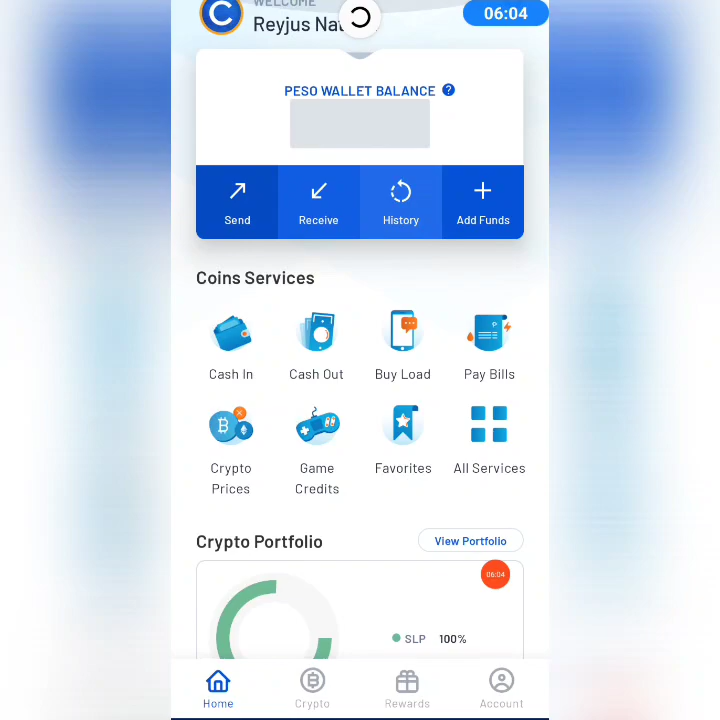 WELCOME
06:04
Reyjus
PESO WALLET BALANCE ?
Send Receive History Add Funds
Coins Services
Cash In Cash Out Buy Load Pay Bills
Crypto Prices Game Credits Favorites All Services
Crypto Portfolio View Portfolio
06:04
SLP 100%
Home Crypto Rewards Account